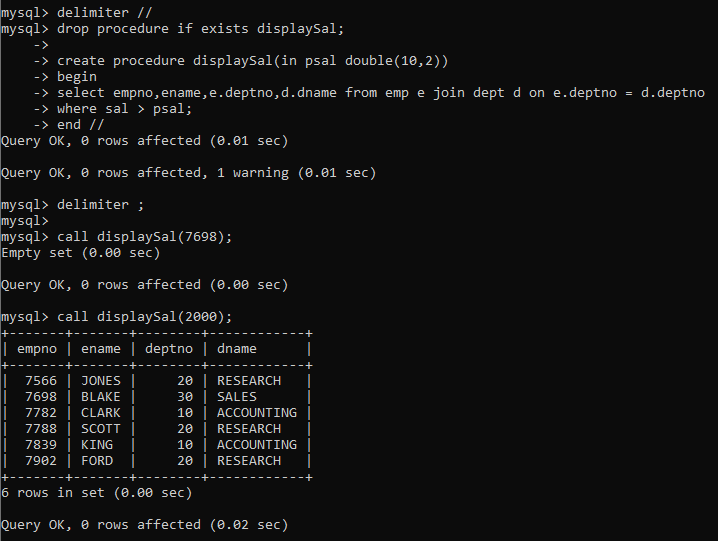 mysql> delimiter //
mysql> drop procedure if exists displaySal;
    ->
    -> create procedure displaySal(in psal double(10,2))
    -> begin
    -> select empno,ename,e.deptno,d.dname from emp e join dept d on e.deptno = d.deptno
    -> where sal > psal;
    -> end //
Query OK, 0 rows affected (0.01 sec)

Query OK, 0 rows affected, 1 warning (0.01 sec)

mysql> delimiter ;
mysql>
mysql> call displaySal(7698);
Empty set (0.00 sec)

Query OK, 0 rows affected (0.00 sec)

mysql> call displaySal(2000);
+-------+-------+--------+------------+
| empno | ename | deptno | dname      |
+-------+-------+--------+------------+
|  7566 | JONES |     20 | RESEARCH   |
|  7698 | BLAKE |     30 | SALES      |
|  7782 | CLARK |     10 | ACCOUNTING |
|  7788 | SCOTT |     20 | RESEARCH   |
|  7839 | KING  |     10 | ACCOUNTING |
|  7902 | FORD  |     20 | RESEARCH   |
+-------+-------+--------+------------+
6 rows in set (0.00 sec)

Query OK, 0 rows affected (0.02 sec)